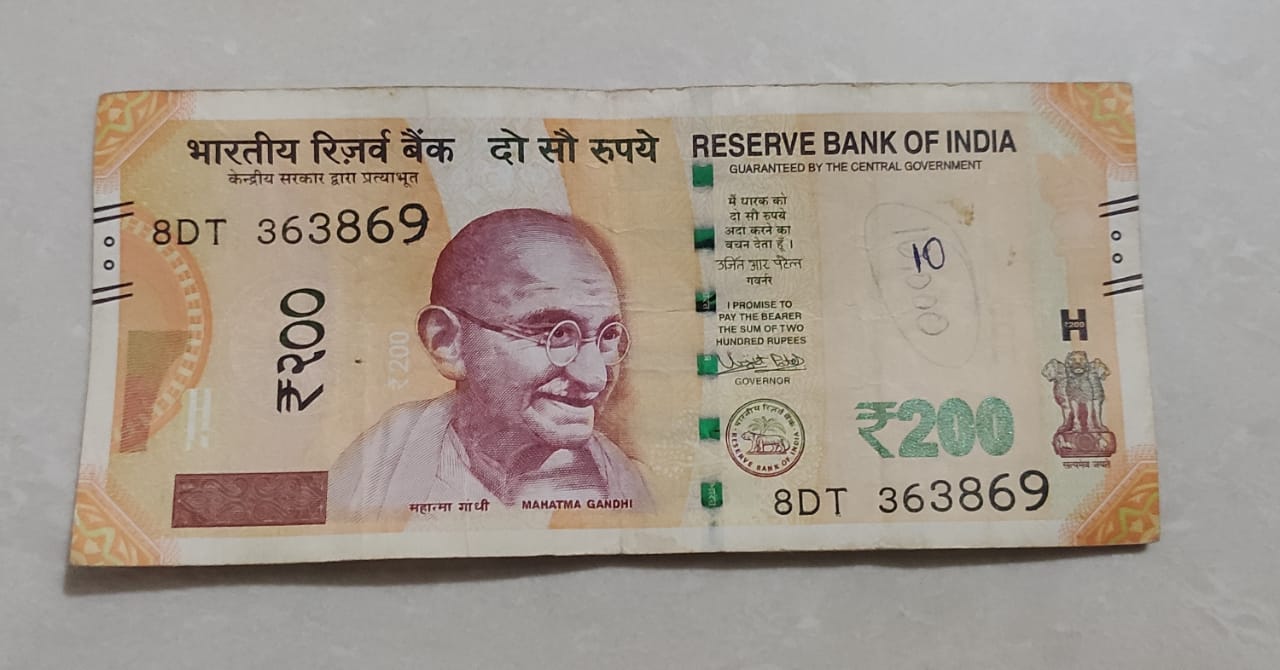 भारतीय रिज़र्व बैंक दो सौ रुपये
केन्द्रीय सरकार द्वारा प्रत्याभूत
RESERVE BANK OF INDIA
GUARANTEED BY THE CENTRAL GOVERNMENT
8DT 363869
₹२००
₹200
महात्मा गांधी MAHATMA GANDHI
मैं धारक को
दो सौ रुपये
अदा करने का
वचन देता हूँ ।
उर्जित आर पटेल
गवर्नर
I PROMISE TO
PAY THE BEARER
THE SUM OF TWO
HUNDRED RUPEES
GOVERNOR
भारतीय रिज़र्व बैंक
RESERVE BANK OF INDIA
10
₹200
₹200
सत्यमेव जयते
8DT 363869